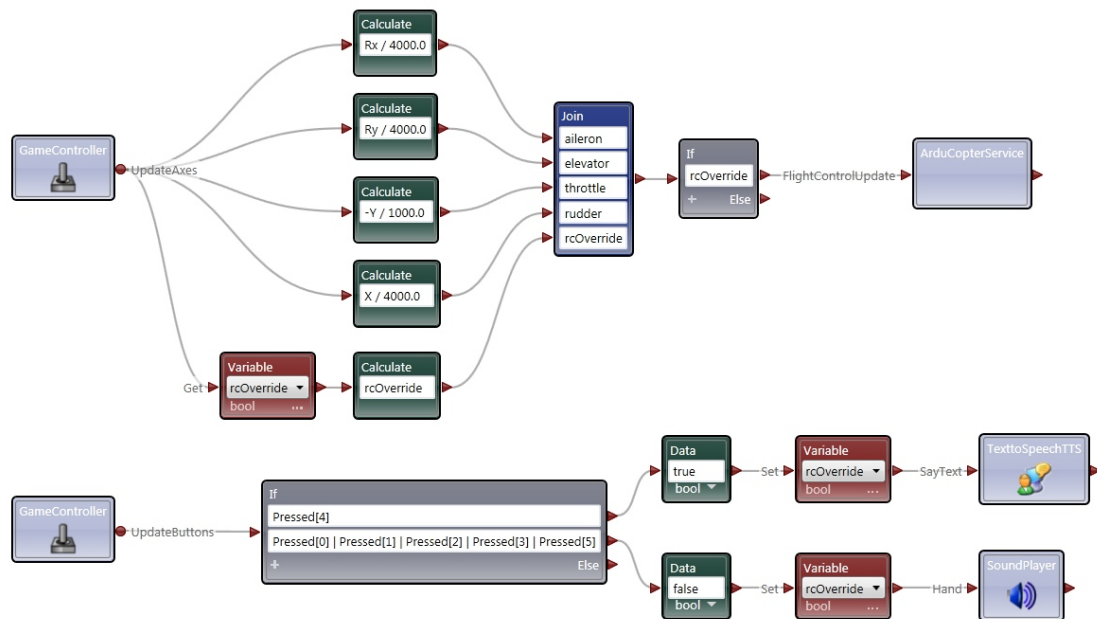 Calculate
Rx / 4000.0
Calculate
Ry / 4000.0
GameController
UpdateAxes
Calculate
-Y / 1000.0
Calculate
X / 4000.0
Get
Variable
rcOverride
bool ...
Calculate
rcOverride
Join
aileron
elevator
throttle
rudder
rcOverride
If
rcOverride
+ Else
FlightControlUpdate
ArduCopterService
GameController
UpdateButtons
If
Pressed[4]
Pressed[0] | Pressed[1] | Pressed[2] | Pressed[3] | Pressed[5]
+ Else
Data
true
bool
Set
Variable
rcOverride
bool ...
SayText
TexttoSpeechTTS
Data
false
bool
Set
Variable
rcOverride
bool ...
Hand
SoundPlayer